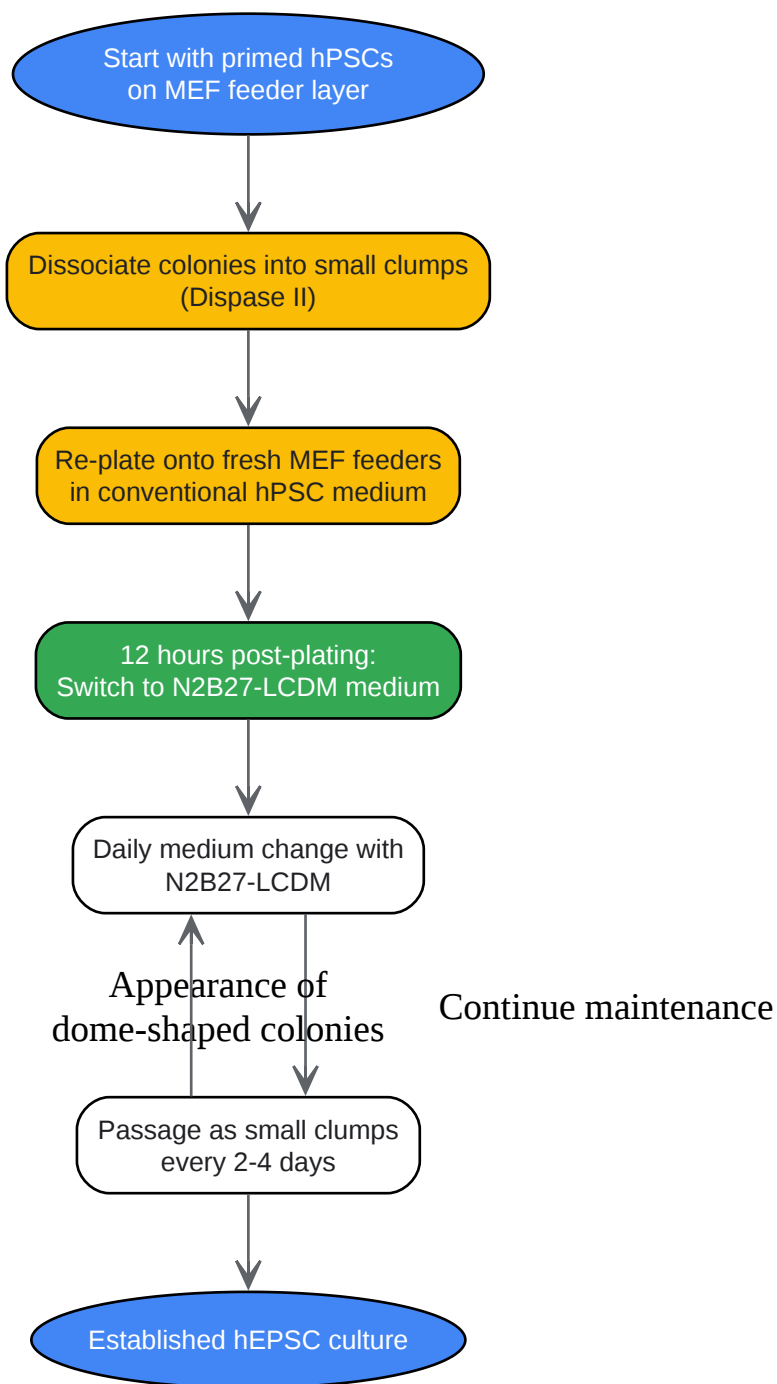 Start with primed hPSCs
on MEF feeder layer
Dissociate colonies into small clumps
(Dispase II)
Re-plate onto fresh MEF feeders
in conventional hPSC medium
12 hours post-plating:
Switch to N2B27-LCDM medium
Daily medium change with
N2B27-LCDM
Appearance of
dome-shaped colonies
Continue maintenance
Passage as small clumps
every 2-4 days
Established hEPSC culture